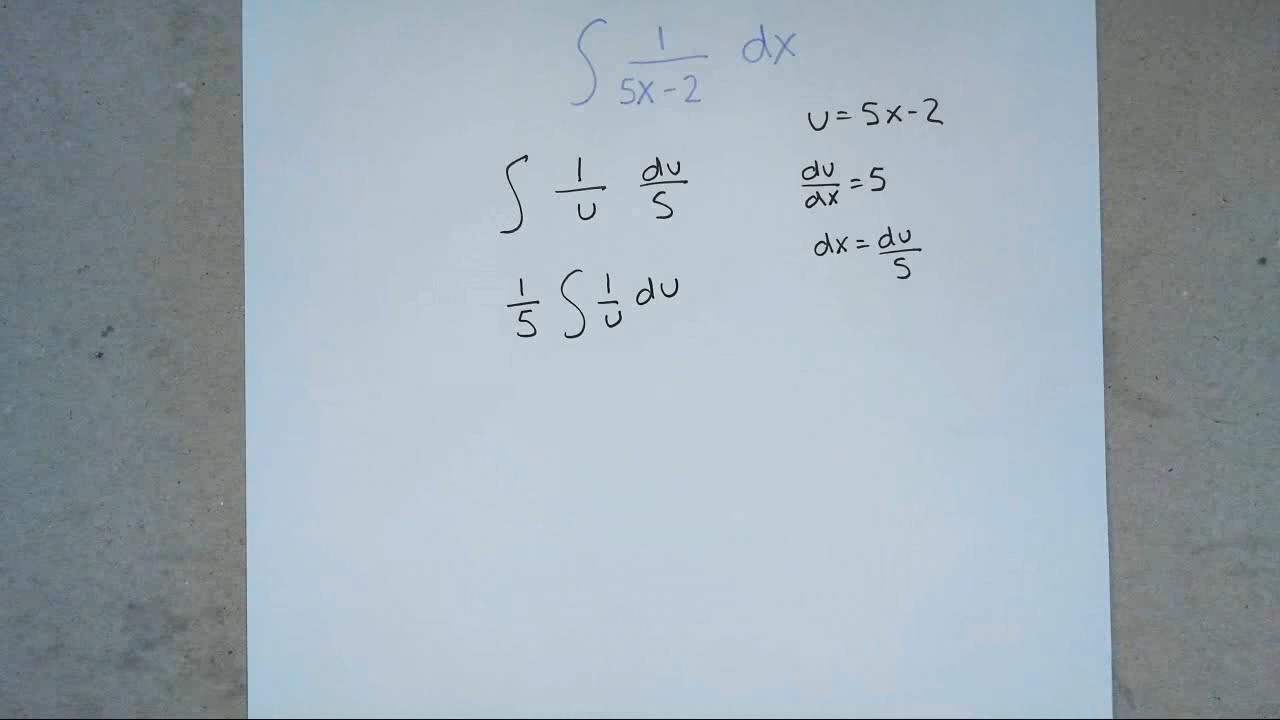 ∫ 1/(5x-2) dx
u = 5x-2
∫ 1/u du/5
du/dx = 5
dx = du/5
1/5 ∫ 1/u du